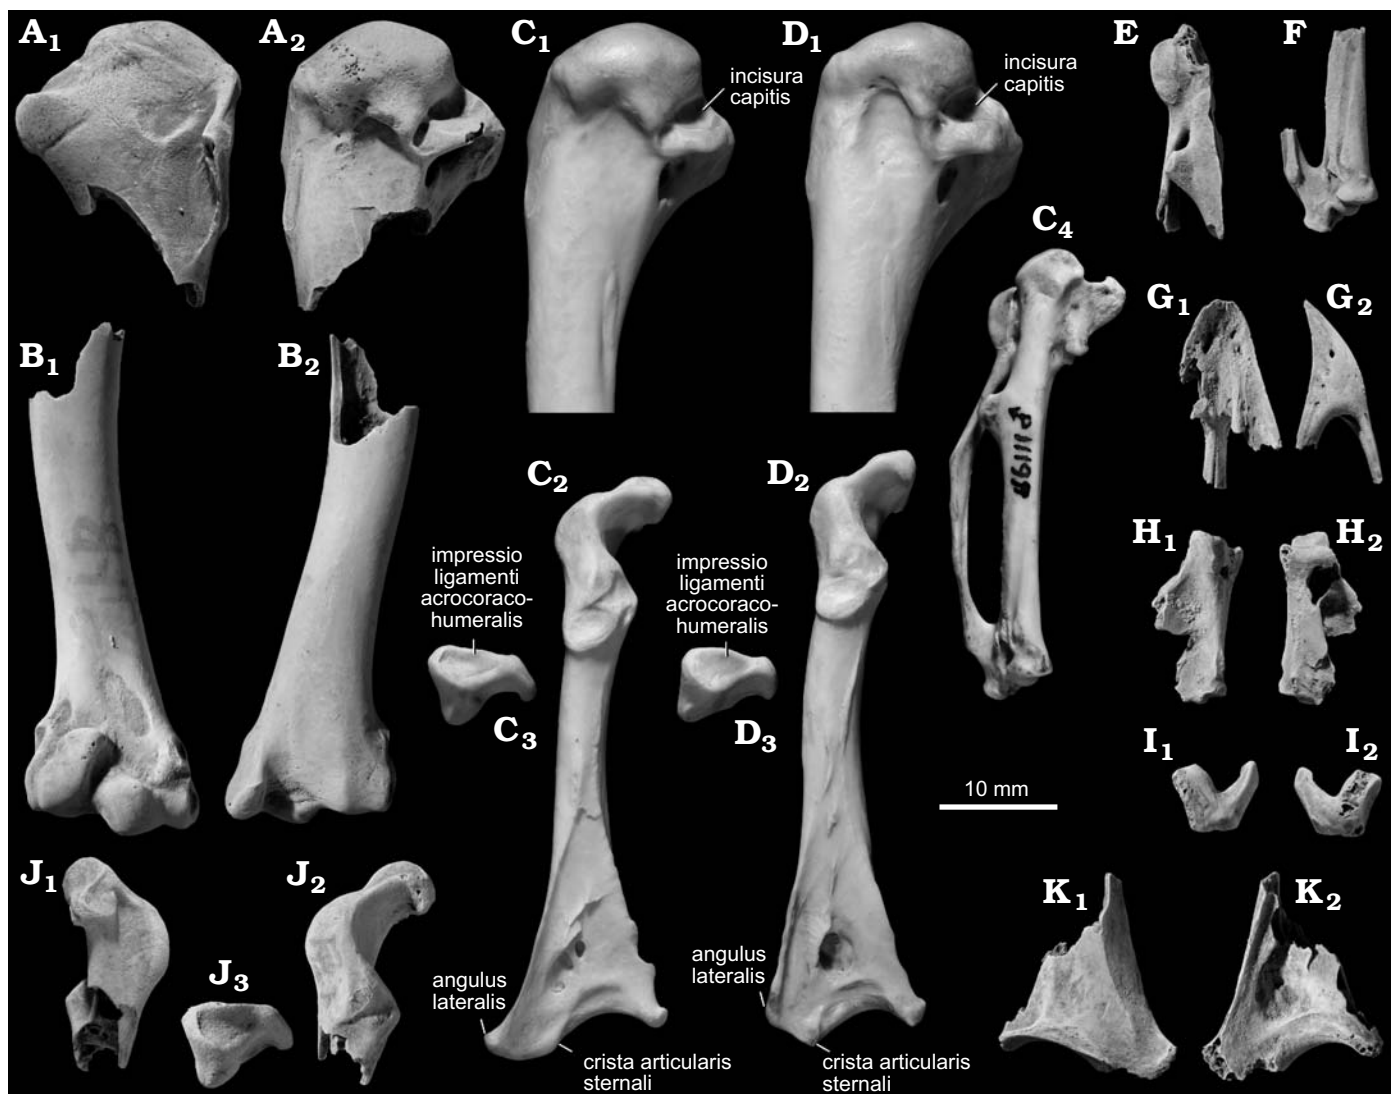 A1
A2
C1
D1
E
F
incisura
capitis
incisura
capitis
C4
G1
G2
B1
B2
C2
D2
H1
H2
impressio
ligamenti
acrocoraco-
humeralis
impressio
ligamenti
acrocoraco-
humeralis
C3
D3
10 mm
I1
I2
J1
J2
J3
K1
K2
angulus
lateralis
angulus
lateralis
crista articularis
sternali
crista articularis
sternali